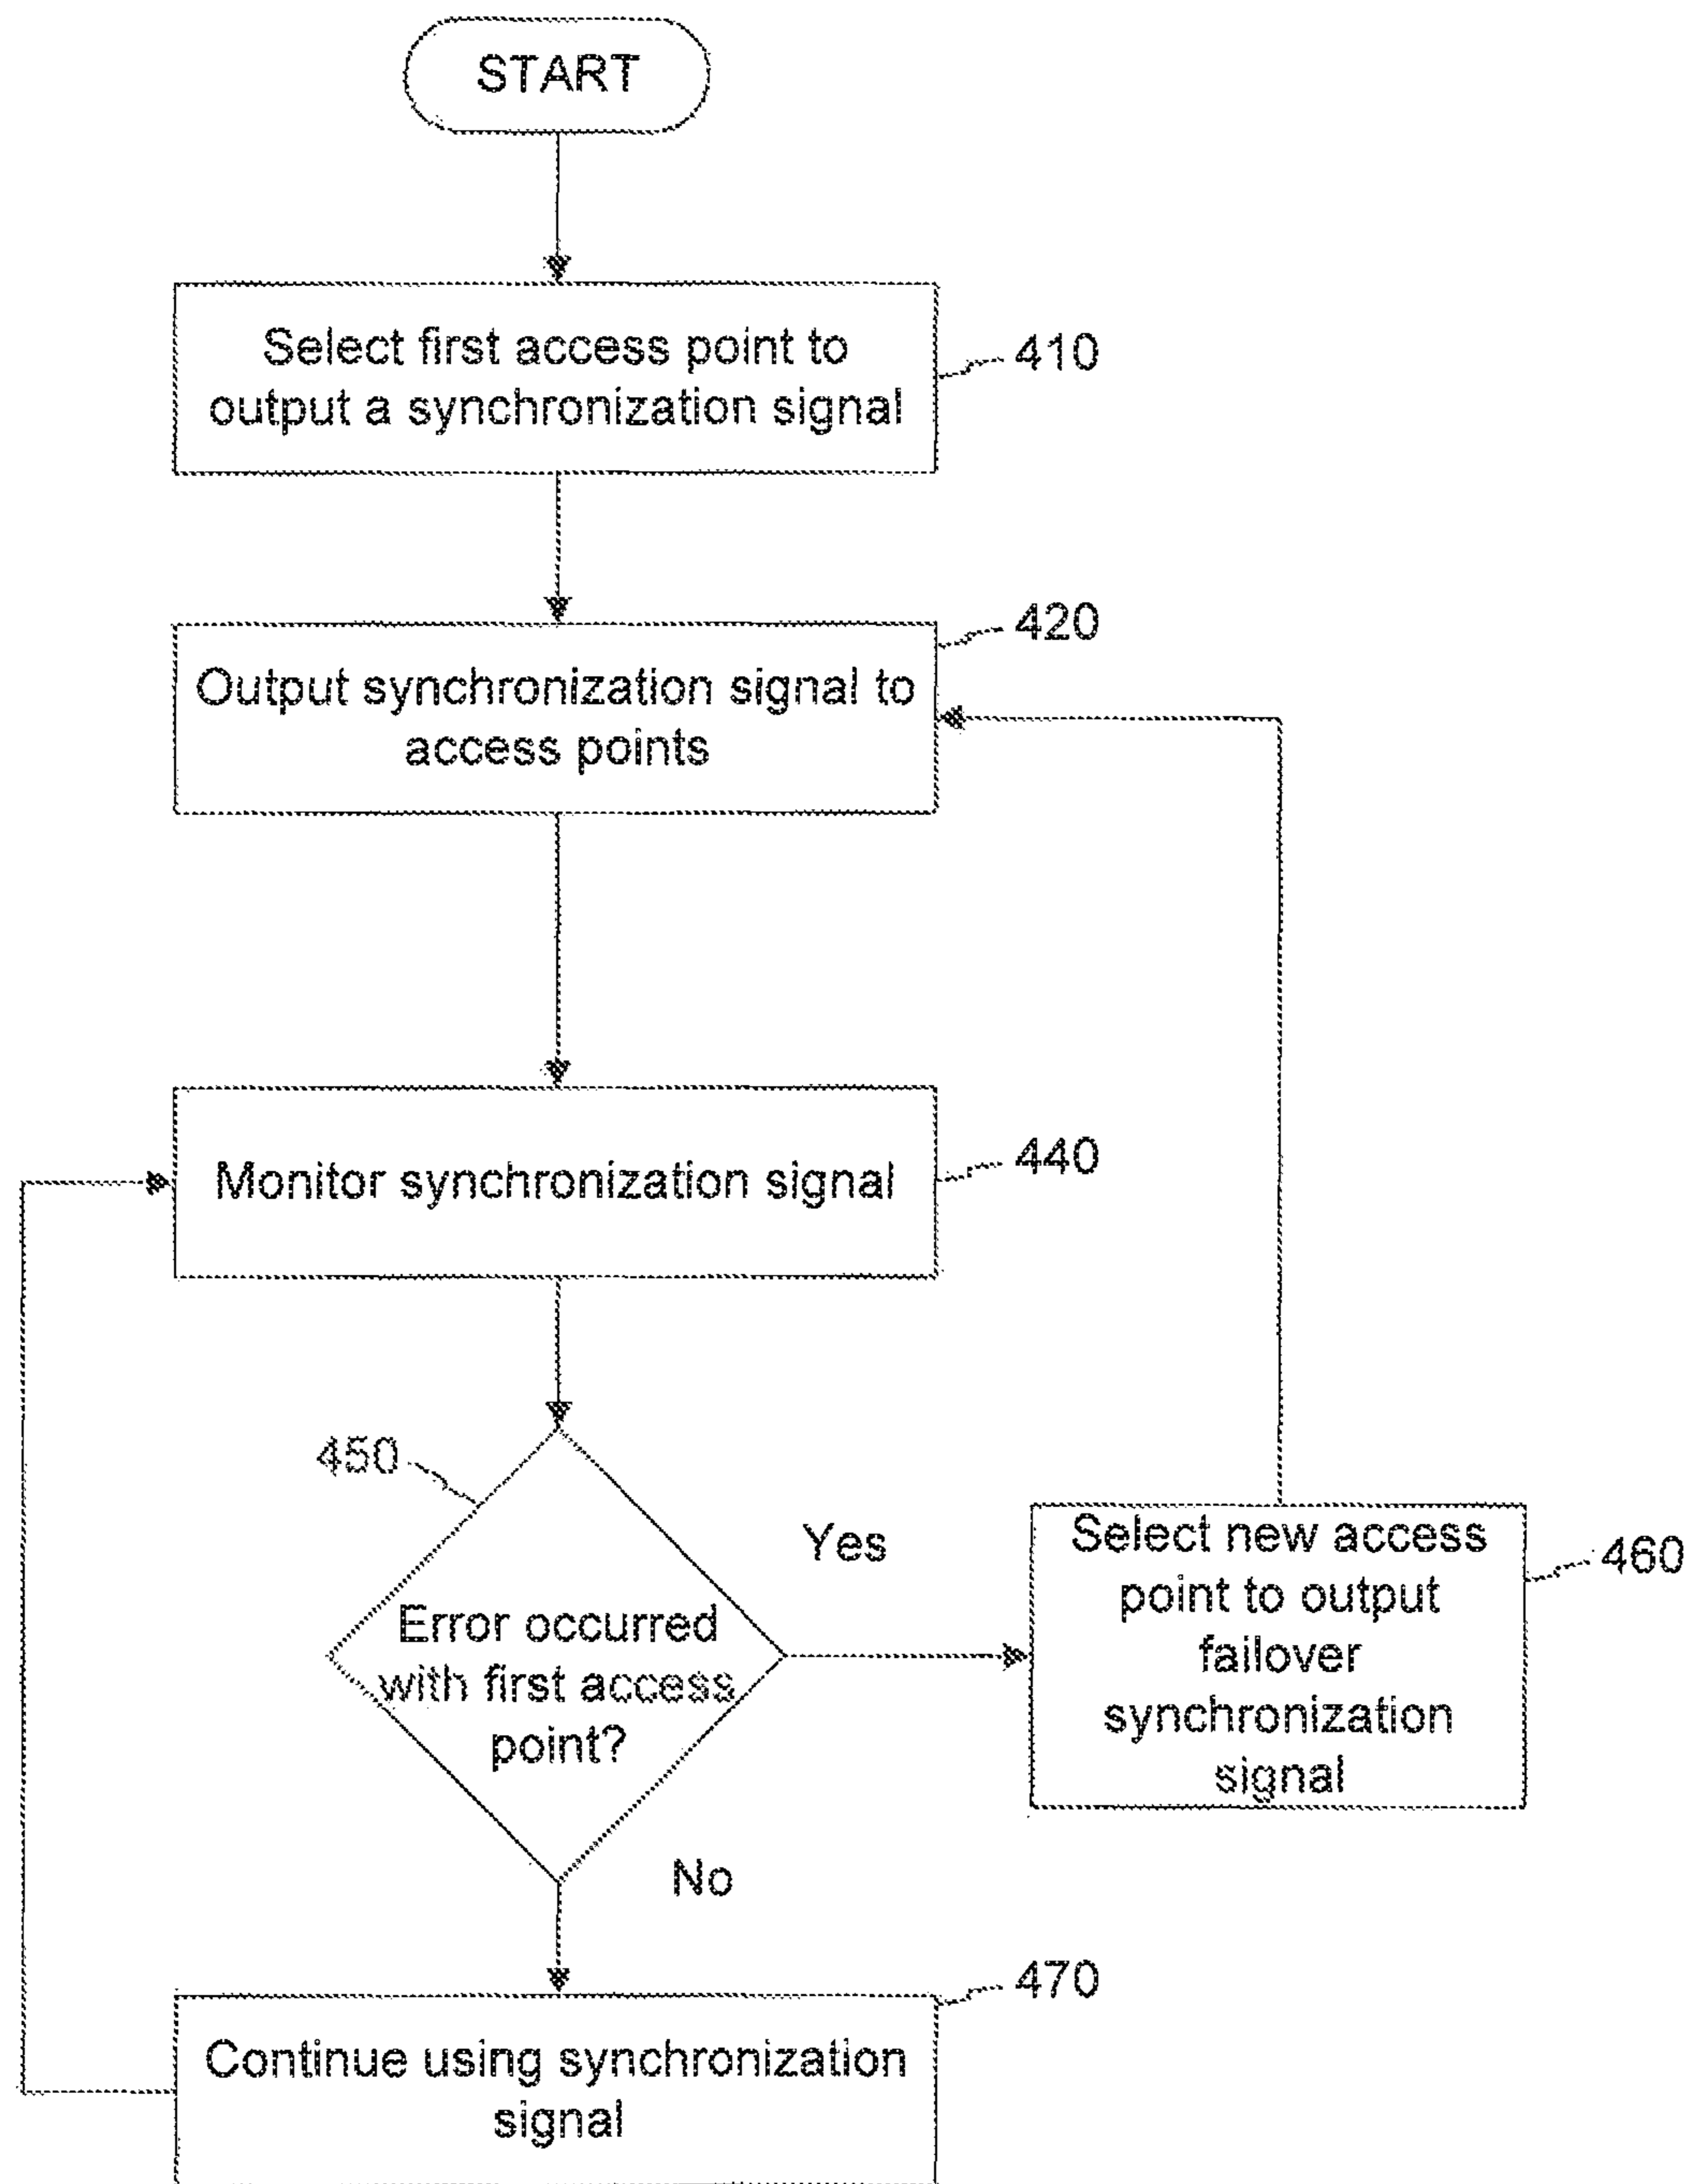 START
Select first access point to
output a synchronization signal
410
420
Output synchronization signal to
access points
Monitor synchronization signal
440
450
Yes
Error occurred
with first access
point?
Select new access
point to output
failover
synchronization
signal
460
No
470
Continue using synchronization
signal